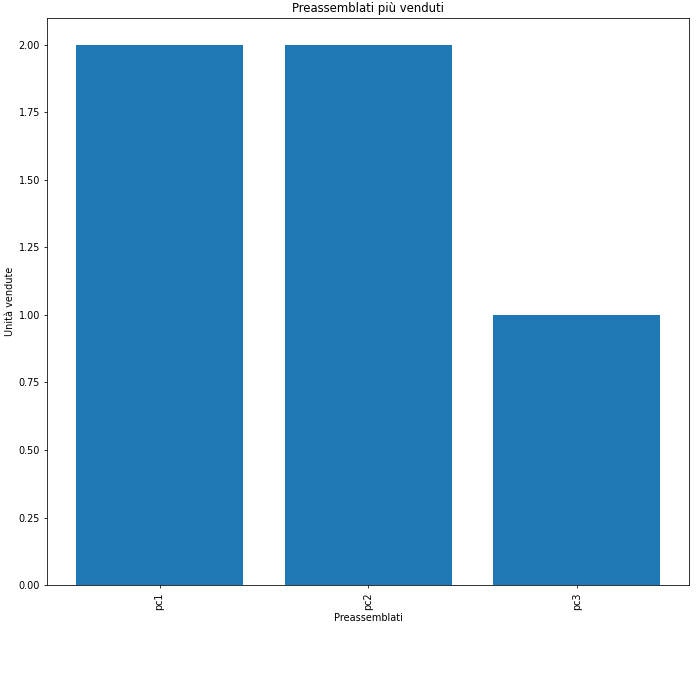 Preassemblati più venduti
2.00
1.75
1.50
1.25
1.00
0.75
0.50
0.25
0.00
Unità vendute
pc1
pc2
pc3
Preassemblati